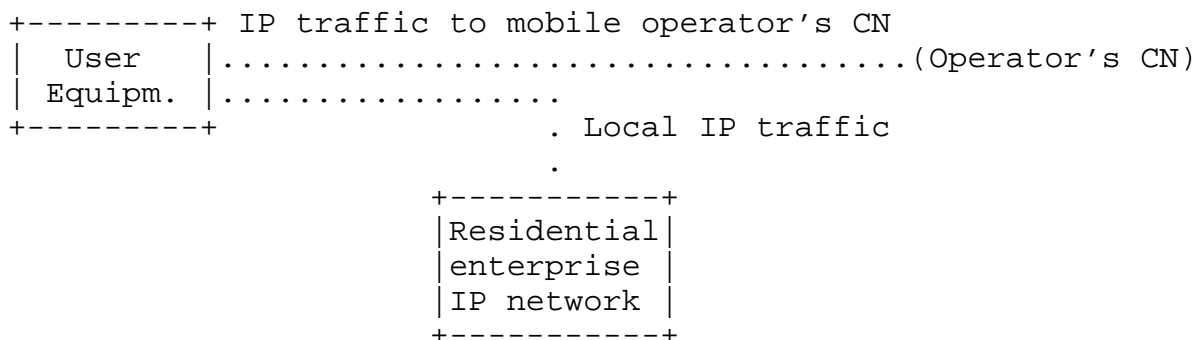 +---------+ IP traffic to mobile operator's CN
|  User   |....................................(Operator's CN)
| Equipm. |..................
+---------+                 . Local IP traffic
                            .
                      +-----------+
                      |Residential|
                      |enterprise |
                      |IP network |
                      +-----------+